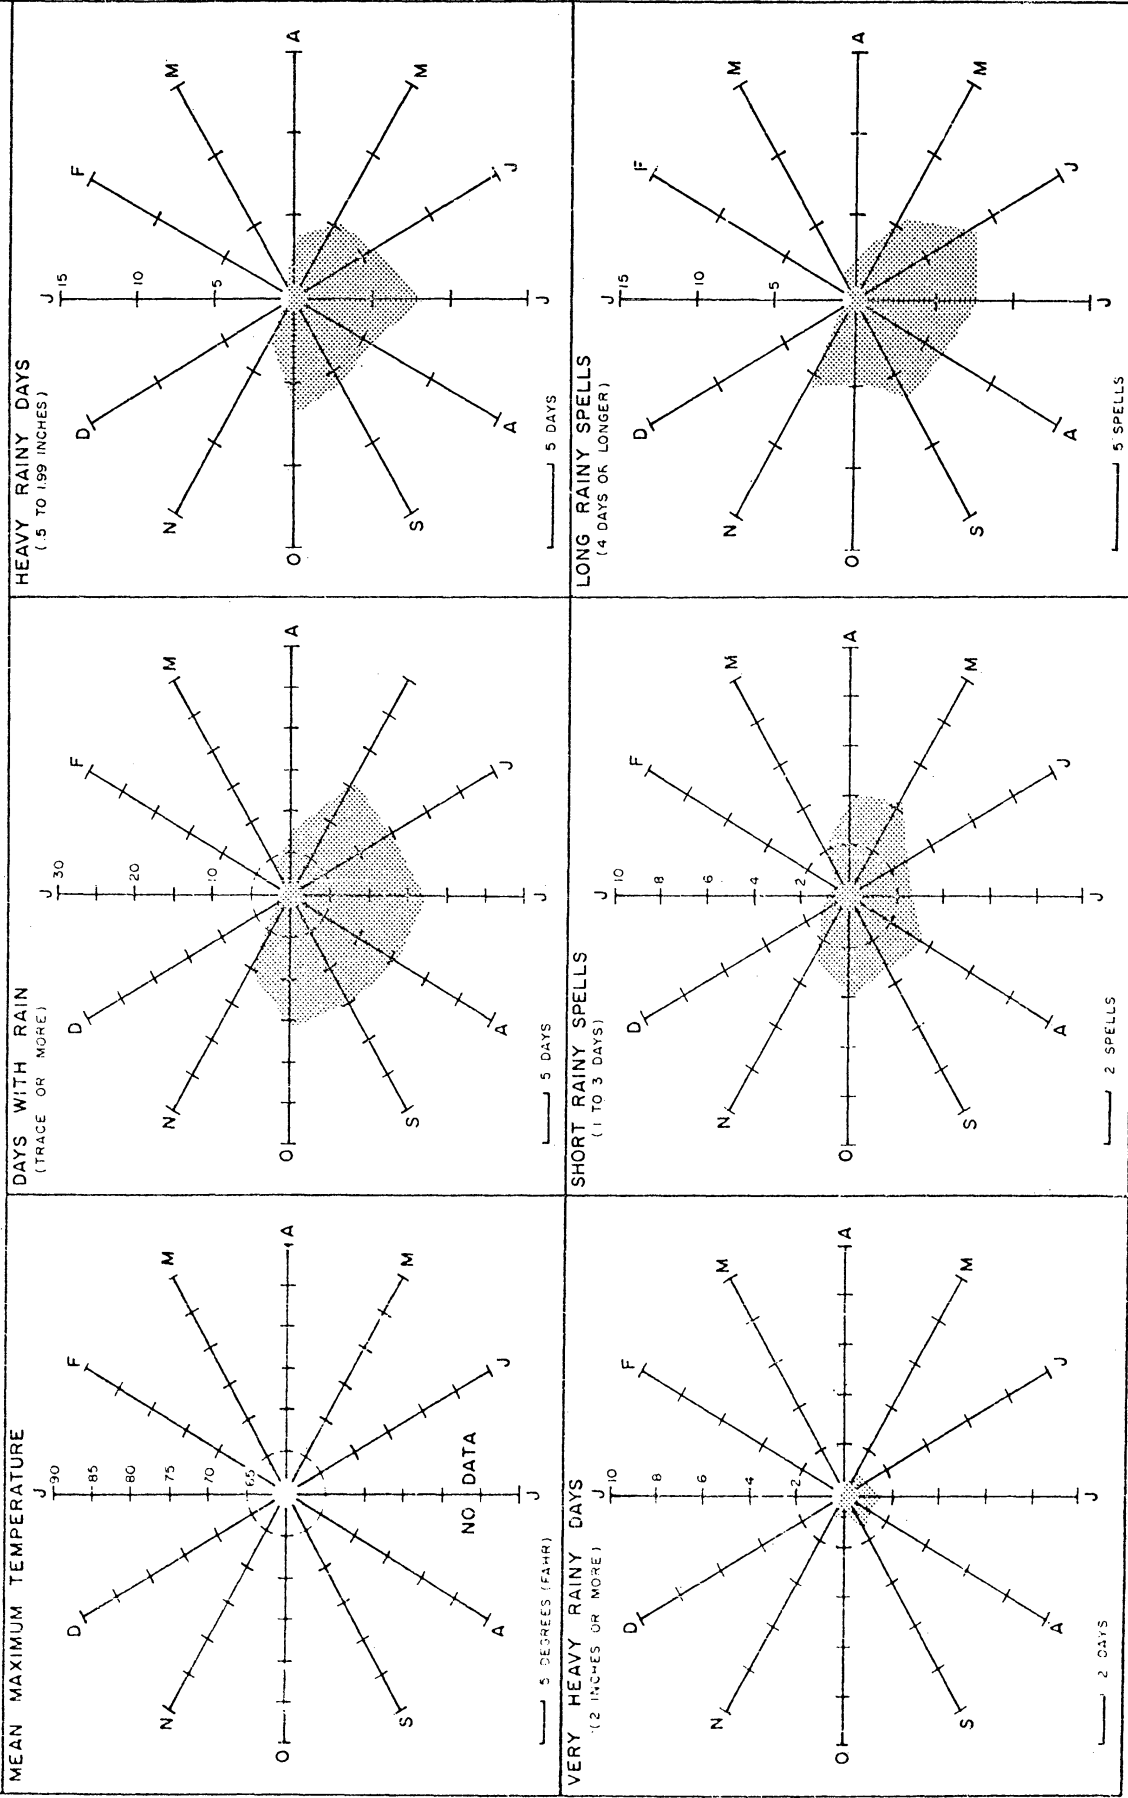 MEAN MAXIMUM TEMPERATURE
J
90
D
F
85
80
75
N
M
70
65
O
A
S
M
NO DATA
A
J
J
5 DEGREES (FAHR)
DAYS WITH RAIN
(TRACE OR MORE)
J
30
D
F
20
N
M
10
O
A
S
A
J
J
5 DAYS
HEAVY RAINY DAYS
(.5 TO 1.99 INCHES)
J
15
D
F
10
N
M
5
O
A
S
M
A
J
J
5 DAYS
VERY HEAVY RAINY DAYS
(2 INCHES OR MORE)
J
10
D
F
8
6
N
M
4
2
O
A
S
M
A
J
J
2 DAYS
SHORT RAINY SPELLS
(1 TO 3 DAYS)
J
10
D
F
8
6
N
M
4
2
O
A
S
M
A
J
J
2 SPELLS
LONG RAINY SPELLS
(4 DAYS OR LONGER)
J
15
D
F
10
N
M
5
O
A
S
M
A
J
J
5 SPELLS